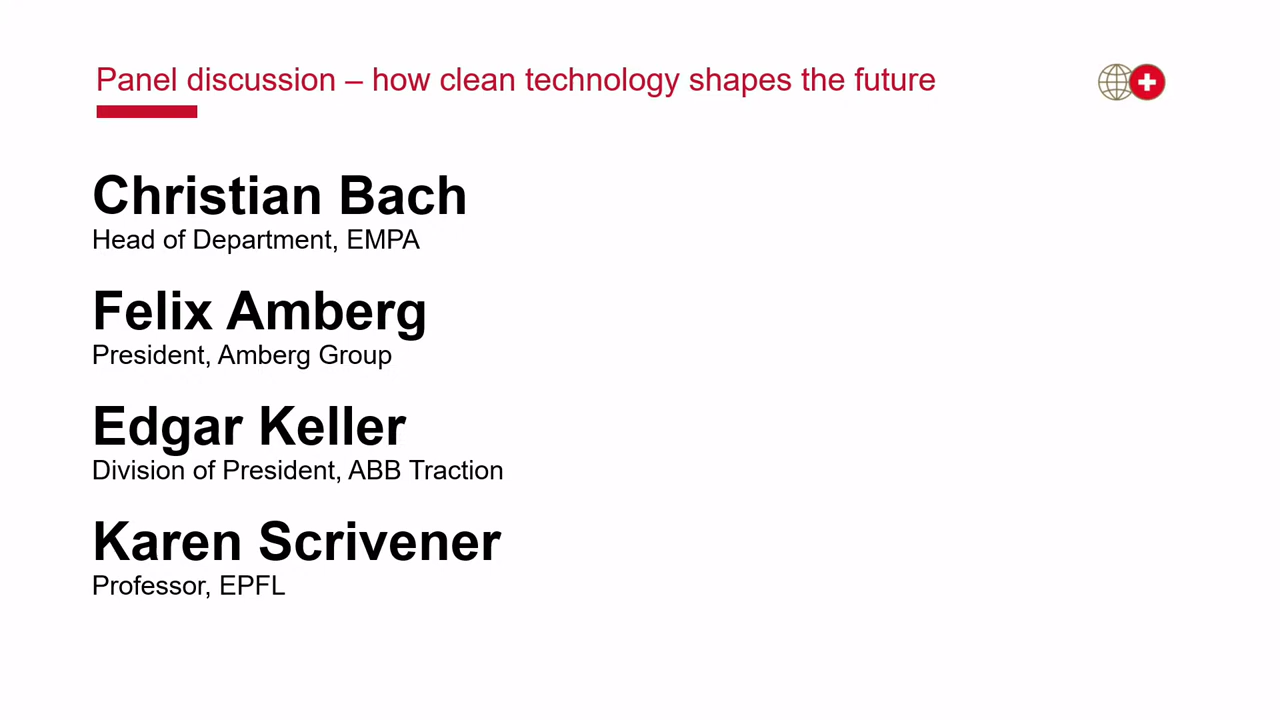 Panel discussion – how clean technology shapes the future
Christian Bach
Head of Department, EMPA
Felix Amberg
President, Amberg Group
Edgar Keller
Division of President, ABB Traction
Karen Scrivener
Professor, EPFL